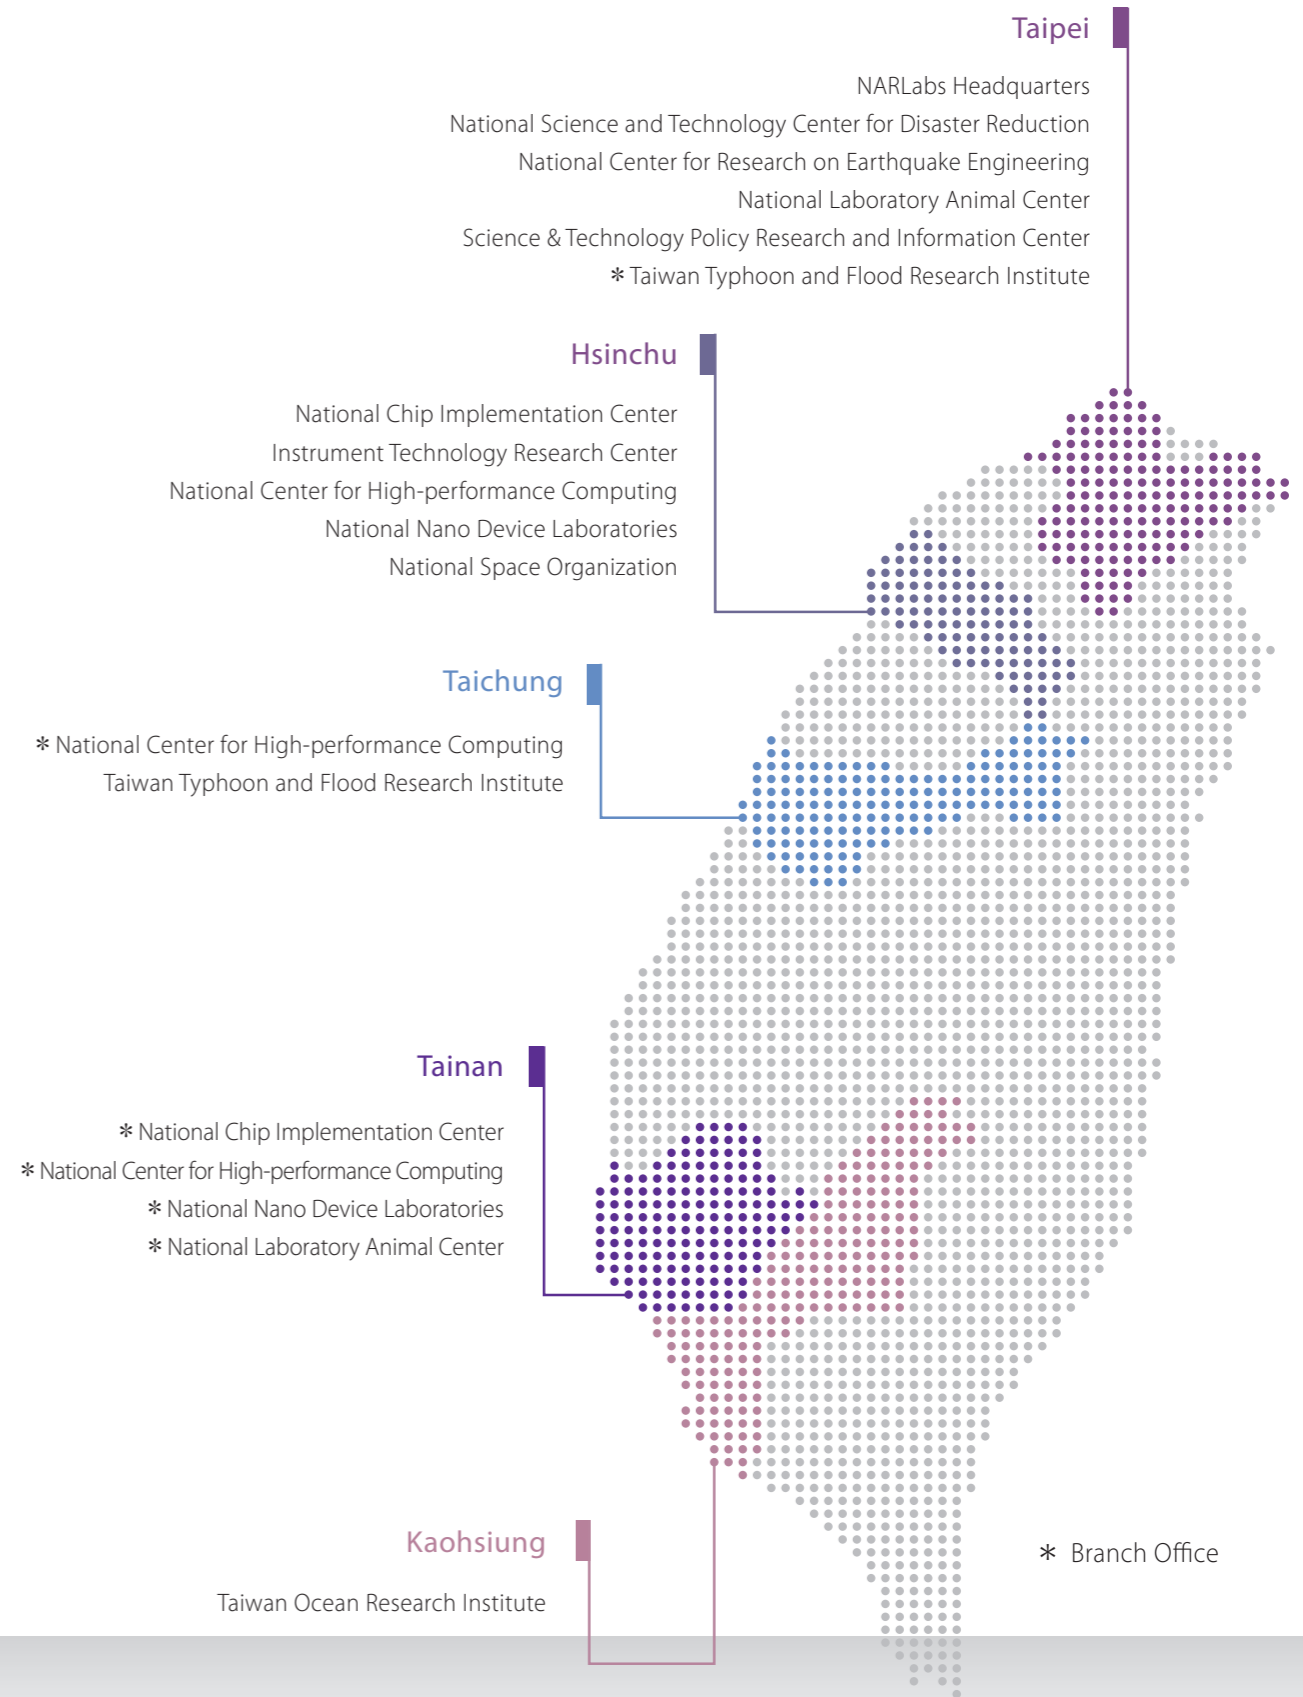 Taipei
NARLabs Headquarters
National Science and Technology Center for Disaster Reduction
National Center for Research on Earthquake Engineering
National Laboratory Animal Center
Science & Technology Policy Research and Information Center
* Taiwan Typhoon and Flood Research Institute
Hsinchu
National Chip Implementation Center
Instrument Technology Research Center
National Center for High-performance Computing
National Nano Device Laboratories
National Space Organization
Taichung
* National Center for High-performance Computing
Taiwan Typhoon and Flood Research Institute
Tainan
* National Chip Implementation Center
* National Center for High-performance Computing
* National Nano Device Laboratories
* National Laboratory Animal Center
Kaohsiung
Taiwan Ocean Research Institute
* Branch Office